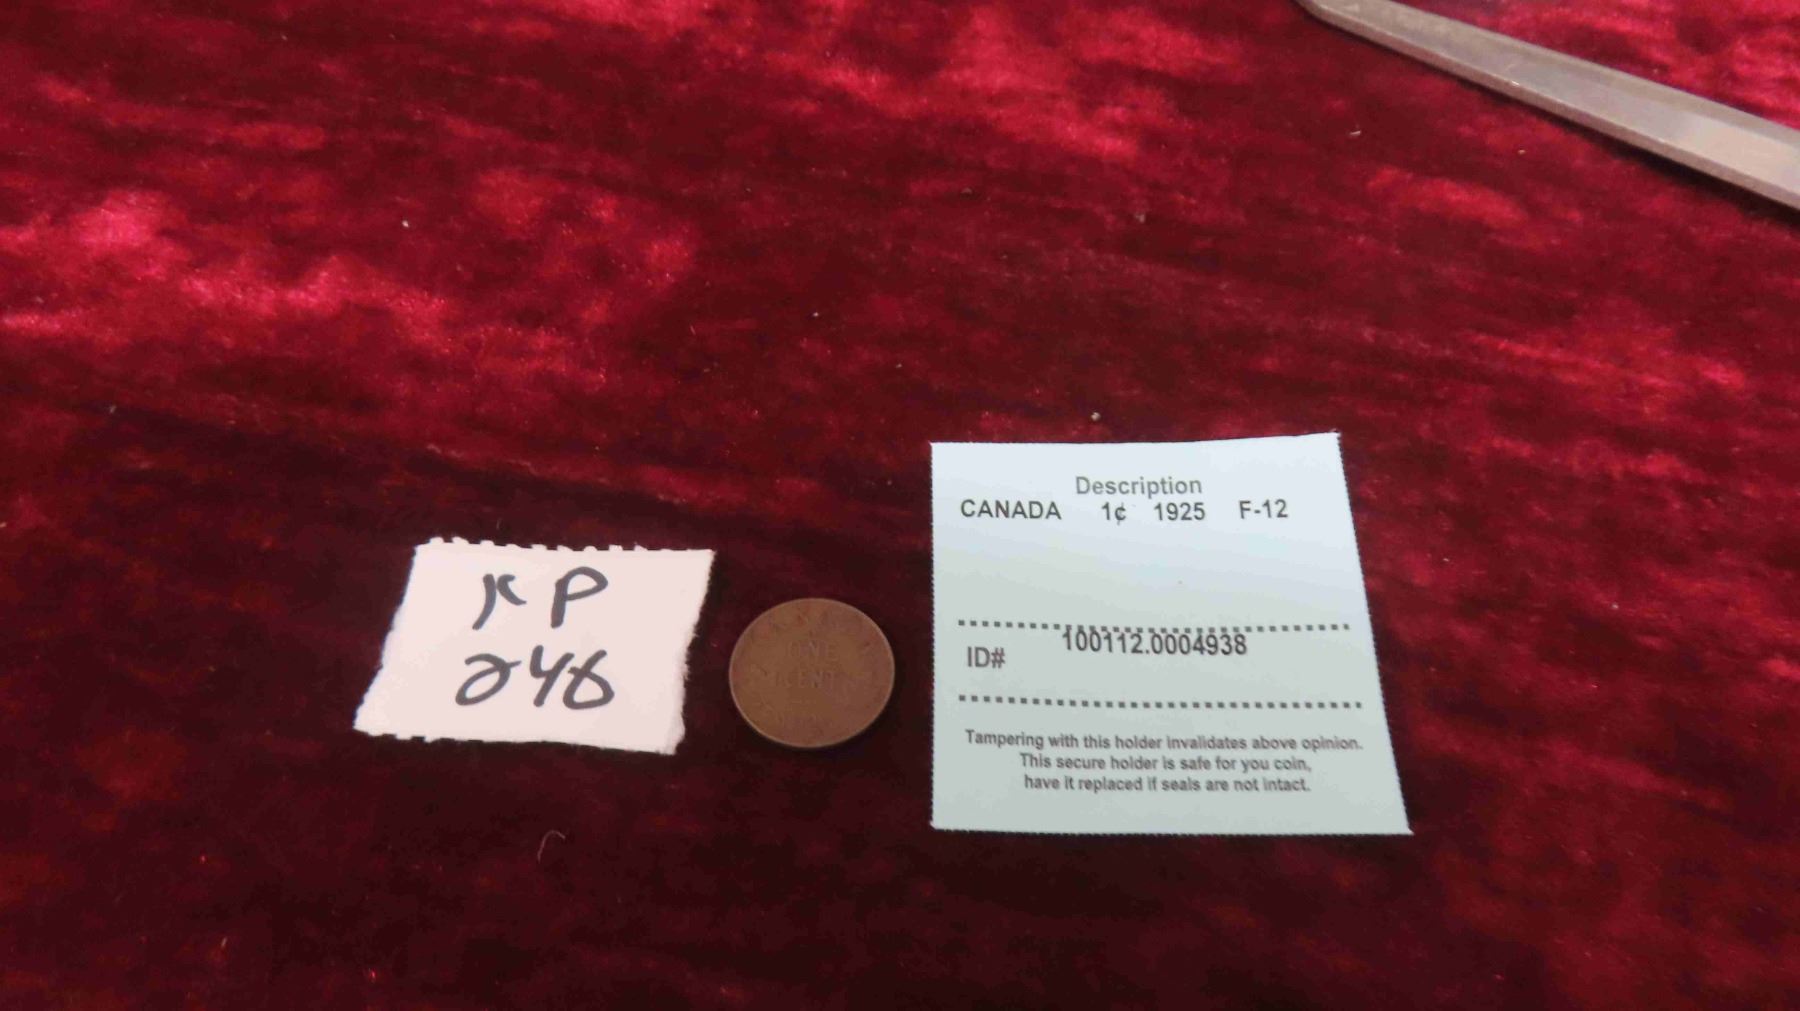 KP
248
ONE
CENT
Description
CANADA 1¢ 1925 F-12
ID# 100112.0004938
Tampering with this holder invalidates above opinion.
This secure holder is safe for you coin,
have it replaced if seals are not intact.